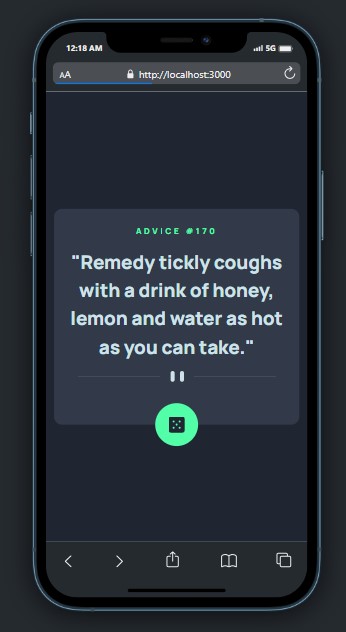 12:18 AM 5G
AA http://localhost:3000
ADVICE #170
"Remedy tickly coughs
with a drink of honey,
lemon and water as hot
as you can take."